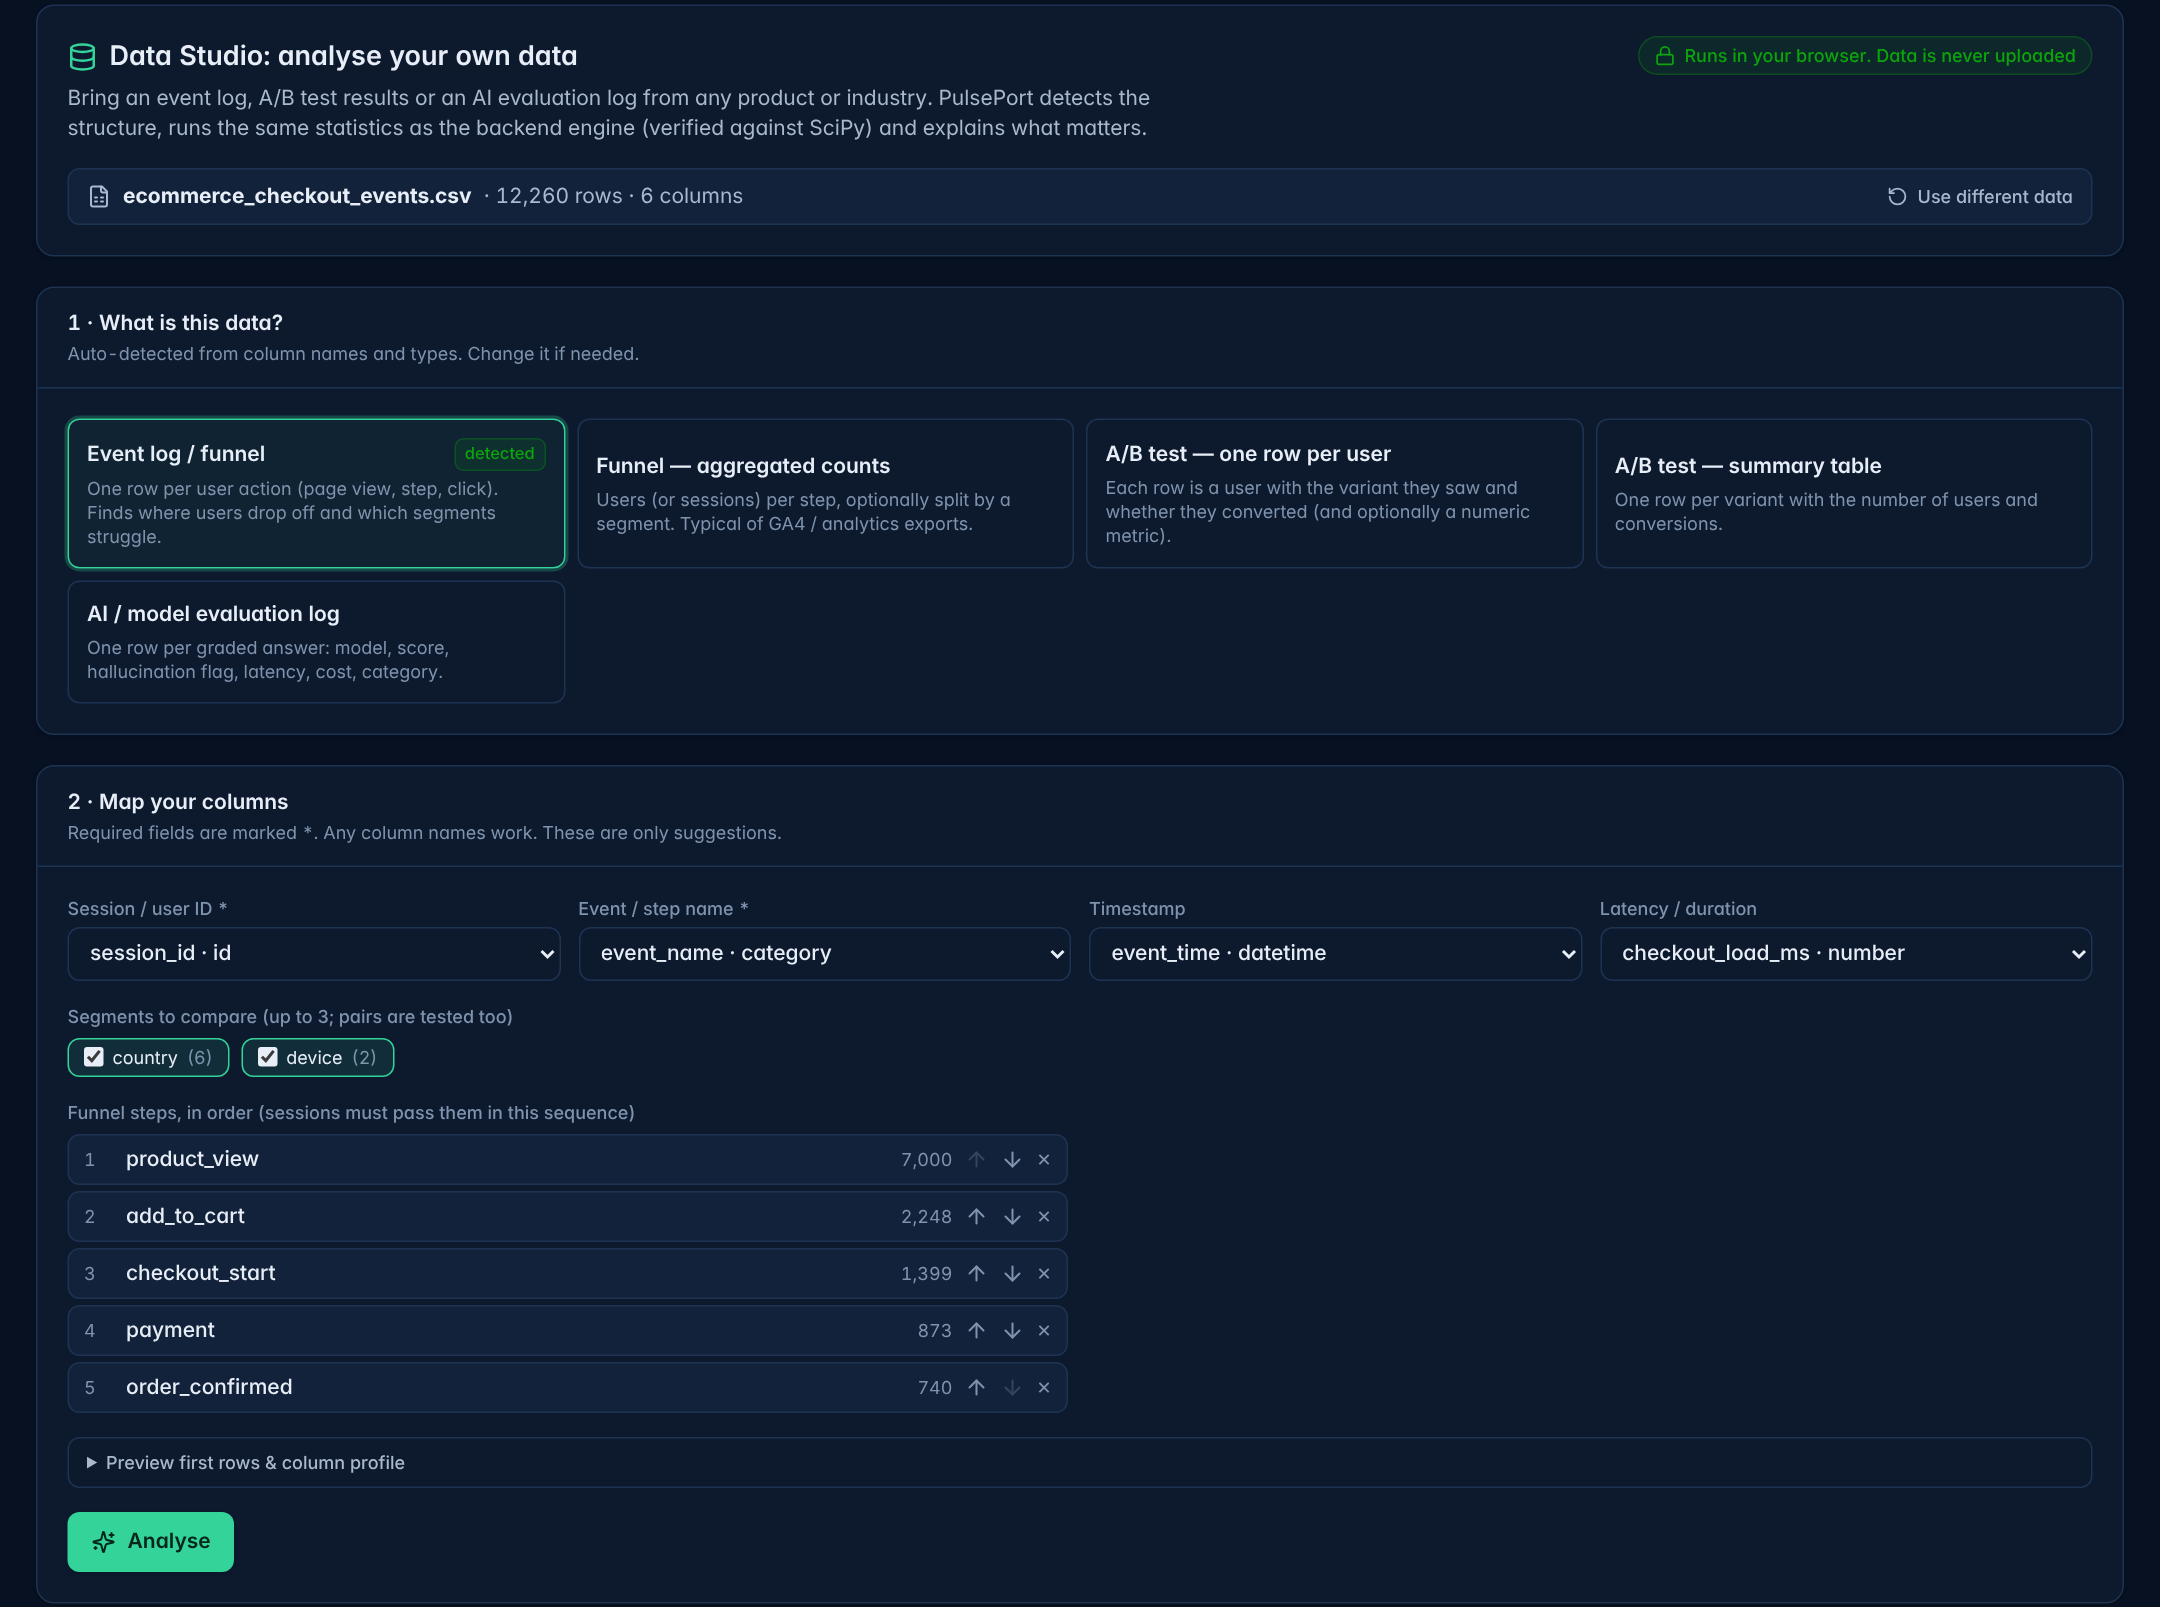 Data Studio: analyse your own data
Runs in your browser. Data is never uploaded
Bring an event log, A/B test results or an AI evaluation log from any product or industry. PulsePort detects the
structure, runs the same statistics as the backend engine (verified against SciPy) and explains what matters.
ecommerce_checkout_events.csv · 12,260 rows · 6 columns
Use different data
1 · What is this data?
Auto-detected from column names and types. Change it if needed.
Event log / funnel
detected
One row per user action (page view, step, click).
Finds where users drop off and which segments
struggle.
Funnel — aggregated counts
Users (or sessions) per step, optionally split by a
segment. Typical of GA4 / analytics exports.
A/B test — one row per user
Each row is a user with the variant they saw and
whether they converted (and optionally a numeric
metric).
A/B test — summary table
One row per variant with the number of users and
conversions.
AI / model evaluation log
One row per graded answer: model, score,
hallucination flag, latency, cost, category.
2 · Map your columns
Required fields are marked *. Any column names work. These are only suggestions.
Session / user ID *
session_id · id
Event / step name *
event_name · category
Timestamp
event_time · datetime
Latency / duration
checkout_load_ms · number
Segments to compare (up to 3; pairs are tested too)
country (6)
device (2)
Funnel steps, in order (sessions must pass them in this sequence)
1 product_view 7,000
2 add_to_cart 2,248
3 checkout_start 1,399
4 payment 873
5 order_confirmed 740
Preview first rows & column profile
Analyse